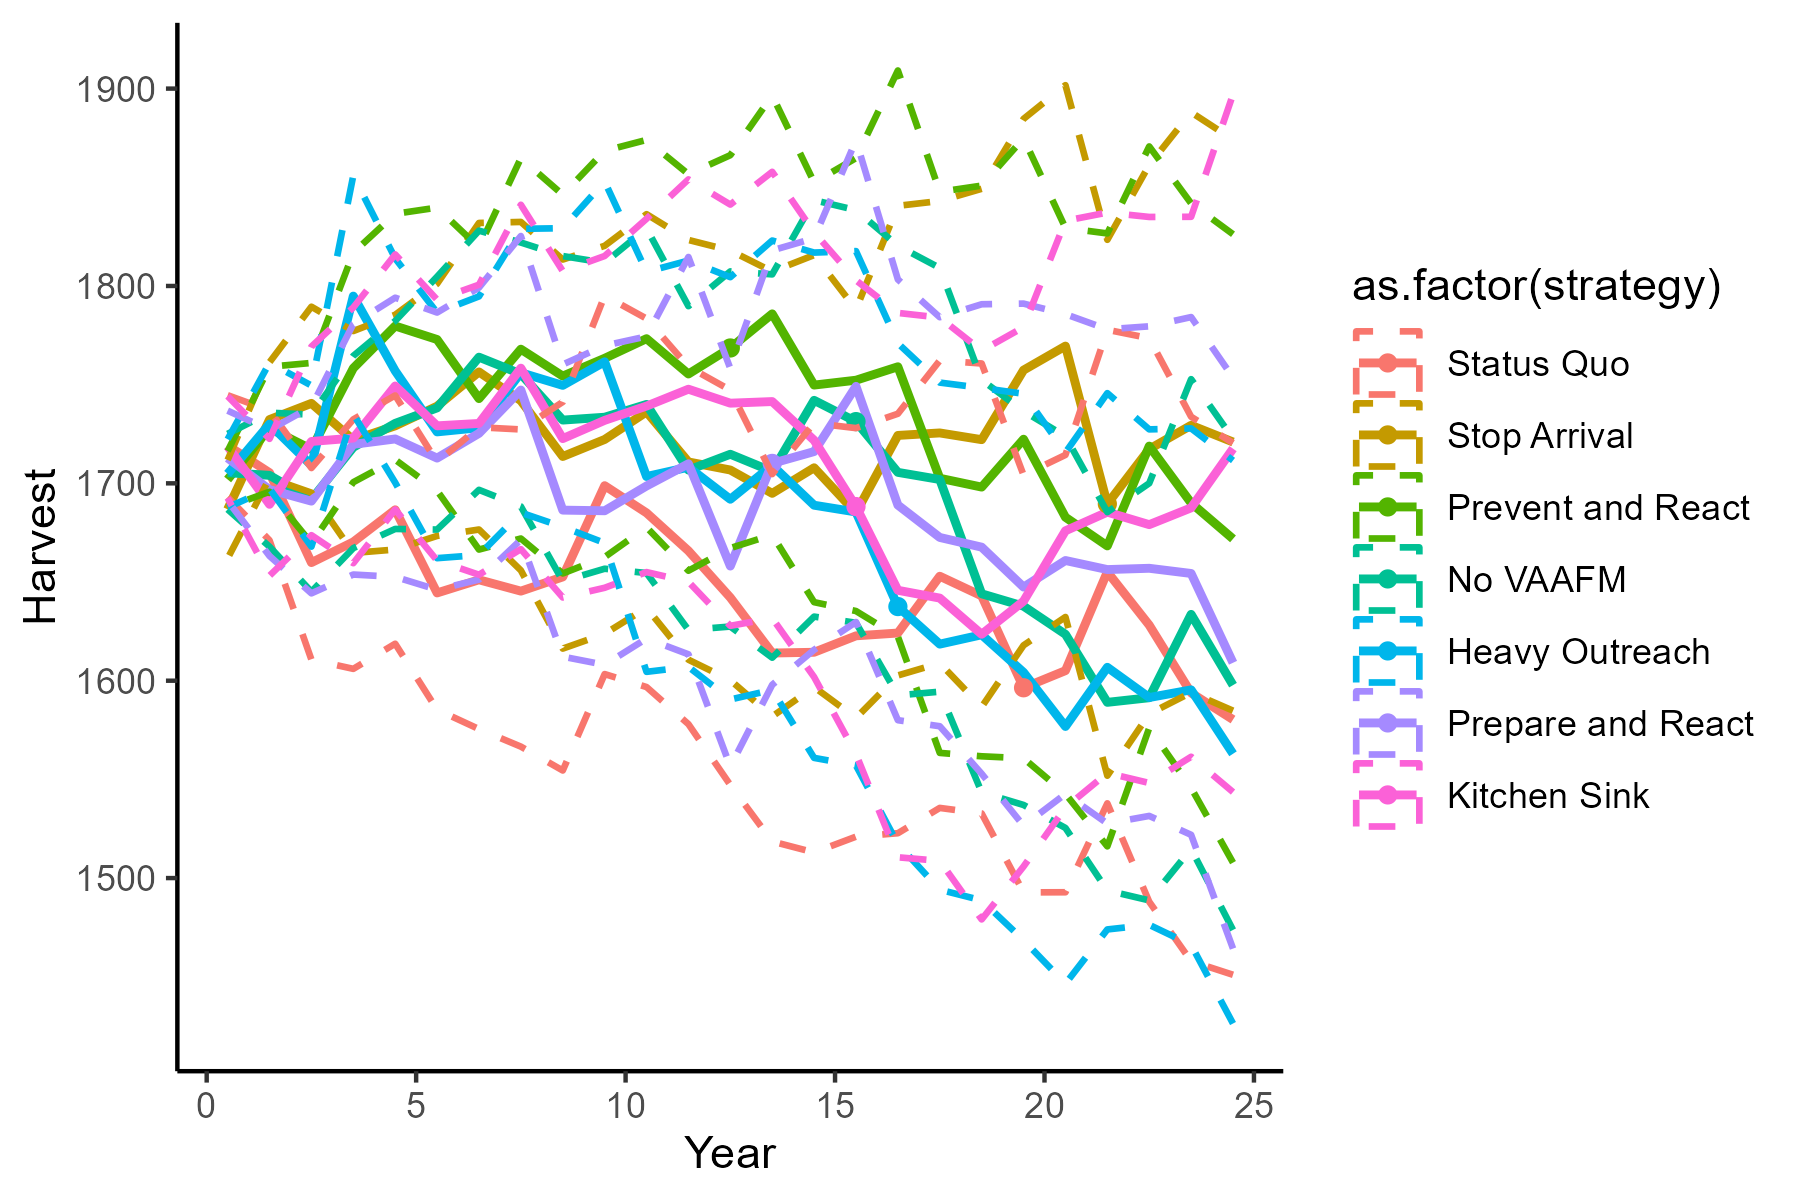 1900
1800
1700
1600
1500
Harvest
0 5 10 15 20 25
Year
as.factor(strategy)
Status Quo
Stop Arrival
Prevent and React
No VAAFM
Heavy Outreach
Prepare and React
Kitchen Sink